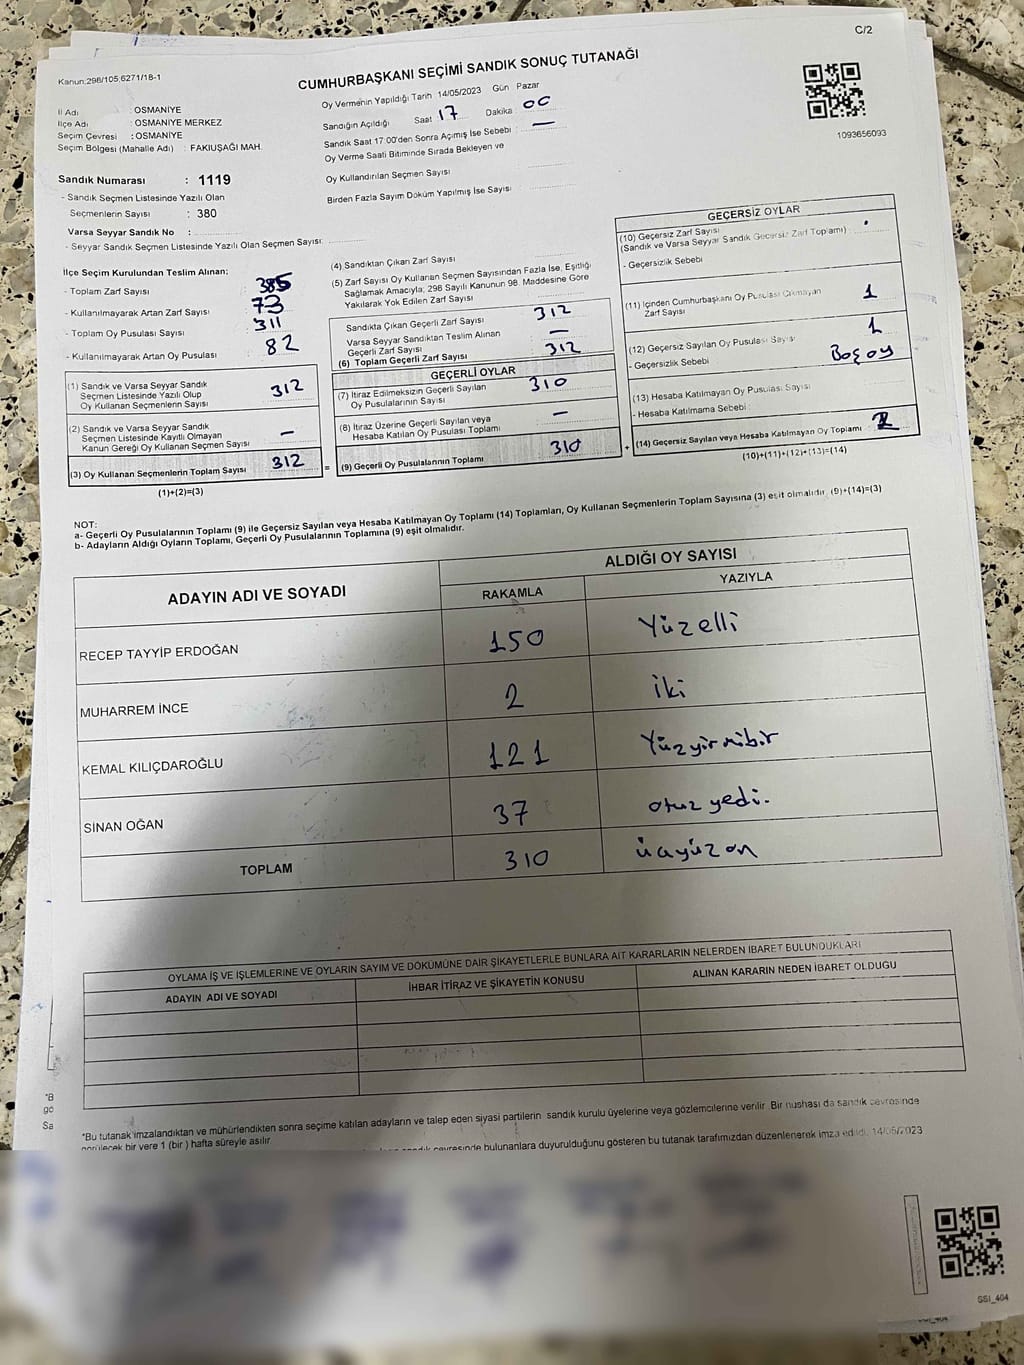 C/2
Kanun:298/105,6271/18-1
CUMHURBAŞKANI SEÇİMİ SANDIK SONUÇ TUTANAĞI
1093656093
İl Adı : OSMANİYE
İlçe Adı : OSMANİYE MERKEZ
Seçim Çevresi : OSMANİYE
Seçim Bölgesi (Mahalle Adı) : FAKIUŞAĞI MAH.
Oy Vermenin Yapıldığı Tarih 14/05/2023 Gün : Pazar
Sandığın Açıldığı Saat 17 Dakika 00
Sandık Saat 17:00'den Sonra Açılmış İse Sebebi : —
Oy Verme Saati Bitiminde Sırada Bekleyen ve
Oy Kullandırılan Seçmen Sayısı
Birden Fazla Sayım Döküm Yapılmış İse Sayısı
Sandık Numarası : 1119
- Sandık Seçmen Listesinde Yazılı Olan
Seçmenlerin Sayısı : 380
Varsa Seyyar Sandık No :
- Seyyar Sandık Seçmen Listesinde Yazılı Olan Seçmen Sayısı:
İlçe Seçim Kurulundan Teslim Alınan:
- Toplam Zarf Sayısı 385
- Kullanılmayarak Artan Zarf Sayısı 73
- Toplam Oy Pusulası Sayısı 311
- Kullanılmayarak Artan Oy Pusulası 82
(1) Sandık ve Varsa Seyyar Sandık
Seçmen Listesinde Yazılı Olup
Oy Kullanan Seçmenlerin Sayısı 312
(2) Sandık ve Varsa Seyyar Sandık
Seçmen Listesinde Kayıtlı Olmayan
Kanun Gereği Oy Kullanan Seçmen Sayısı —
(3) Oy Kullanan Seçmenlerin Toplam Sayısı 312
(1)+(2)=(3)
(4) Sandıktan Çıkan Zarf Sayısı
(5) Zarf Sayısı Oy Kullanan Seçmen Sayısından Fazla İse, Eşitliği
Sağlamak Amacıyla; 298 Sayılı Kanunun 98. Maddesine Göre
Yakılarak Yok Edilen Zarf Sayısı
Sandıkta Çıkan Geçerli Zarf Sayısı 312
Varsa Seyyar Sandıktan Teslim Alınan
Geçerli Zarf Sayısı —
(6) Toplam Geçerli Zarf Sayısı 312
GEÇERLİ OYLAR
(7) İtiraz Edilmeksizin Geçerli Sayılan
Oy Pusulalarının Sayısı 310
(8) İtiraz Üzerine Geçerli Sayılan veya
Hesaba Katılan Oy Pusulası Toplamı —
= (9) Geçerli Oy Pusulalarının Toplamı 310 +
GEÇERSİZ OYLAR
(10) Geçersiz Zarf Sayısı
(Sandık ve Varsa Seyyar Sandık Geçersiz Zarf Toplamı) :
- Geçersizlik Sebebi
(11) İçinden Cumhurbaşkanı Oy Pusulası Çıkmayan
Zarf Sayısı 1
(12) Geçersiz Sayılan Oy Pusulası Sayısı 1
- Geçersizlik Sebebi Boş oy
(13) Hesaba Katılmayan Oy Pusulası Sayısı
- Hesaba Katılmama Sebebi :
(14) Geçersiz Sayılan veya Hesaba Katılmayan Oy Toplamı : 2
(10)+(11)+(12)+(13)=(14)
NOT:
a- Geçerli Oy Pusulalarının Toplamı (9) ile Geçersiz Sayılan veya Hesaba Katılmayan Oy Toplamı (14) Toplamları, Oy Kullanan Seçmenlerin Toplam Sayısına (3) eşit olmalıdır. (9)+(14)=(3)
b- Adayların Aldığı Oyların Toplamı, Geçerli Oy Pusulalarının Toplamına (9) eşit olmalıdır.
ADAYIN ADI VE SOYADI
ALDIĞI OY SAYISI
RAKAMLA YAZIYLA
RECEP TAYYİP ERDOĞAN 150 Yüzelli
MUHARREM İNCE 2 iki
KEMAL KILIÇDAROĞLU 121 Yüzyirmibir
SİNAN OĞAN 37 otuz yedi.
TOPLAM 310 üçyüzon
OYLAMA İŞ VE İŞLEMLERİNE VE OYLARIN SAYIM VE DÖKÜMÜNE DAİR ŞİKAYETLERLE BUNLARA AİT KARARLARIN NELERDEN İBARET BULUNDUKLARI
ADAYIN ADI VE SOYADI İHBAR İTİRAZ VE ŞİKAYETİN KONUSU ALINAN KARARIN NEDEN İBARET OLDUĞU
*Bu tutanak imzalandıktan ve mühürlendikten sonra seçime katılan adayların ve talep eden siyasi partilerin sandık kurulu üyelerine veya gözlemcilerine verilir. Bir nüshası da sandık çevresinde
görülecek bir yere 1 (bir) hafta süreyle asılır.
sandık çevresinde bulunanlara duyurulduğunu gösteren bu tutanak tarafımızdan düzenlenerek imza edildi. 14/05/2023
SSİ_404